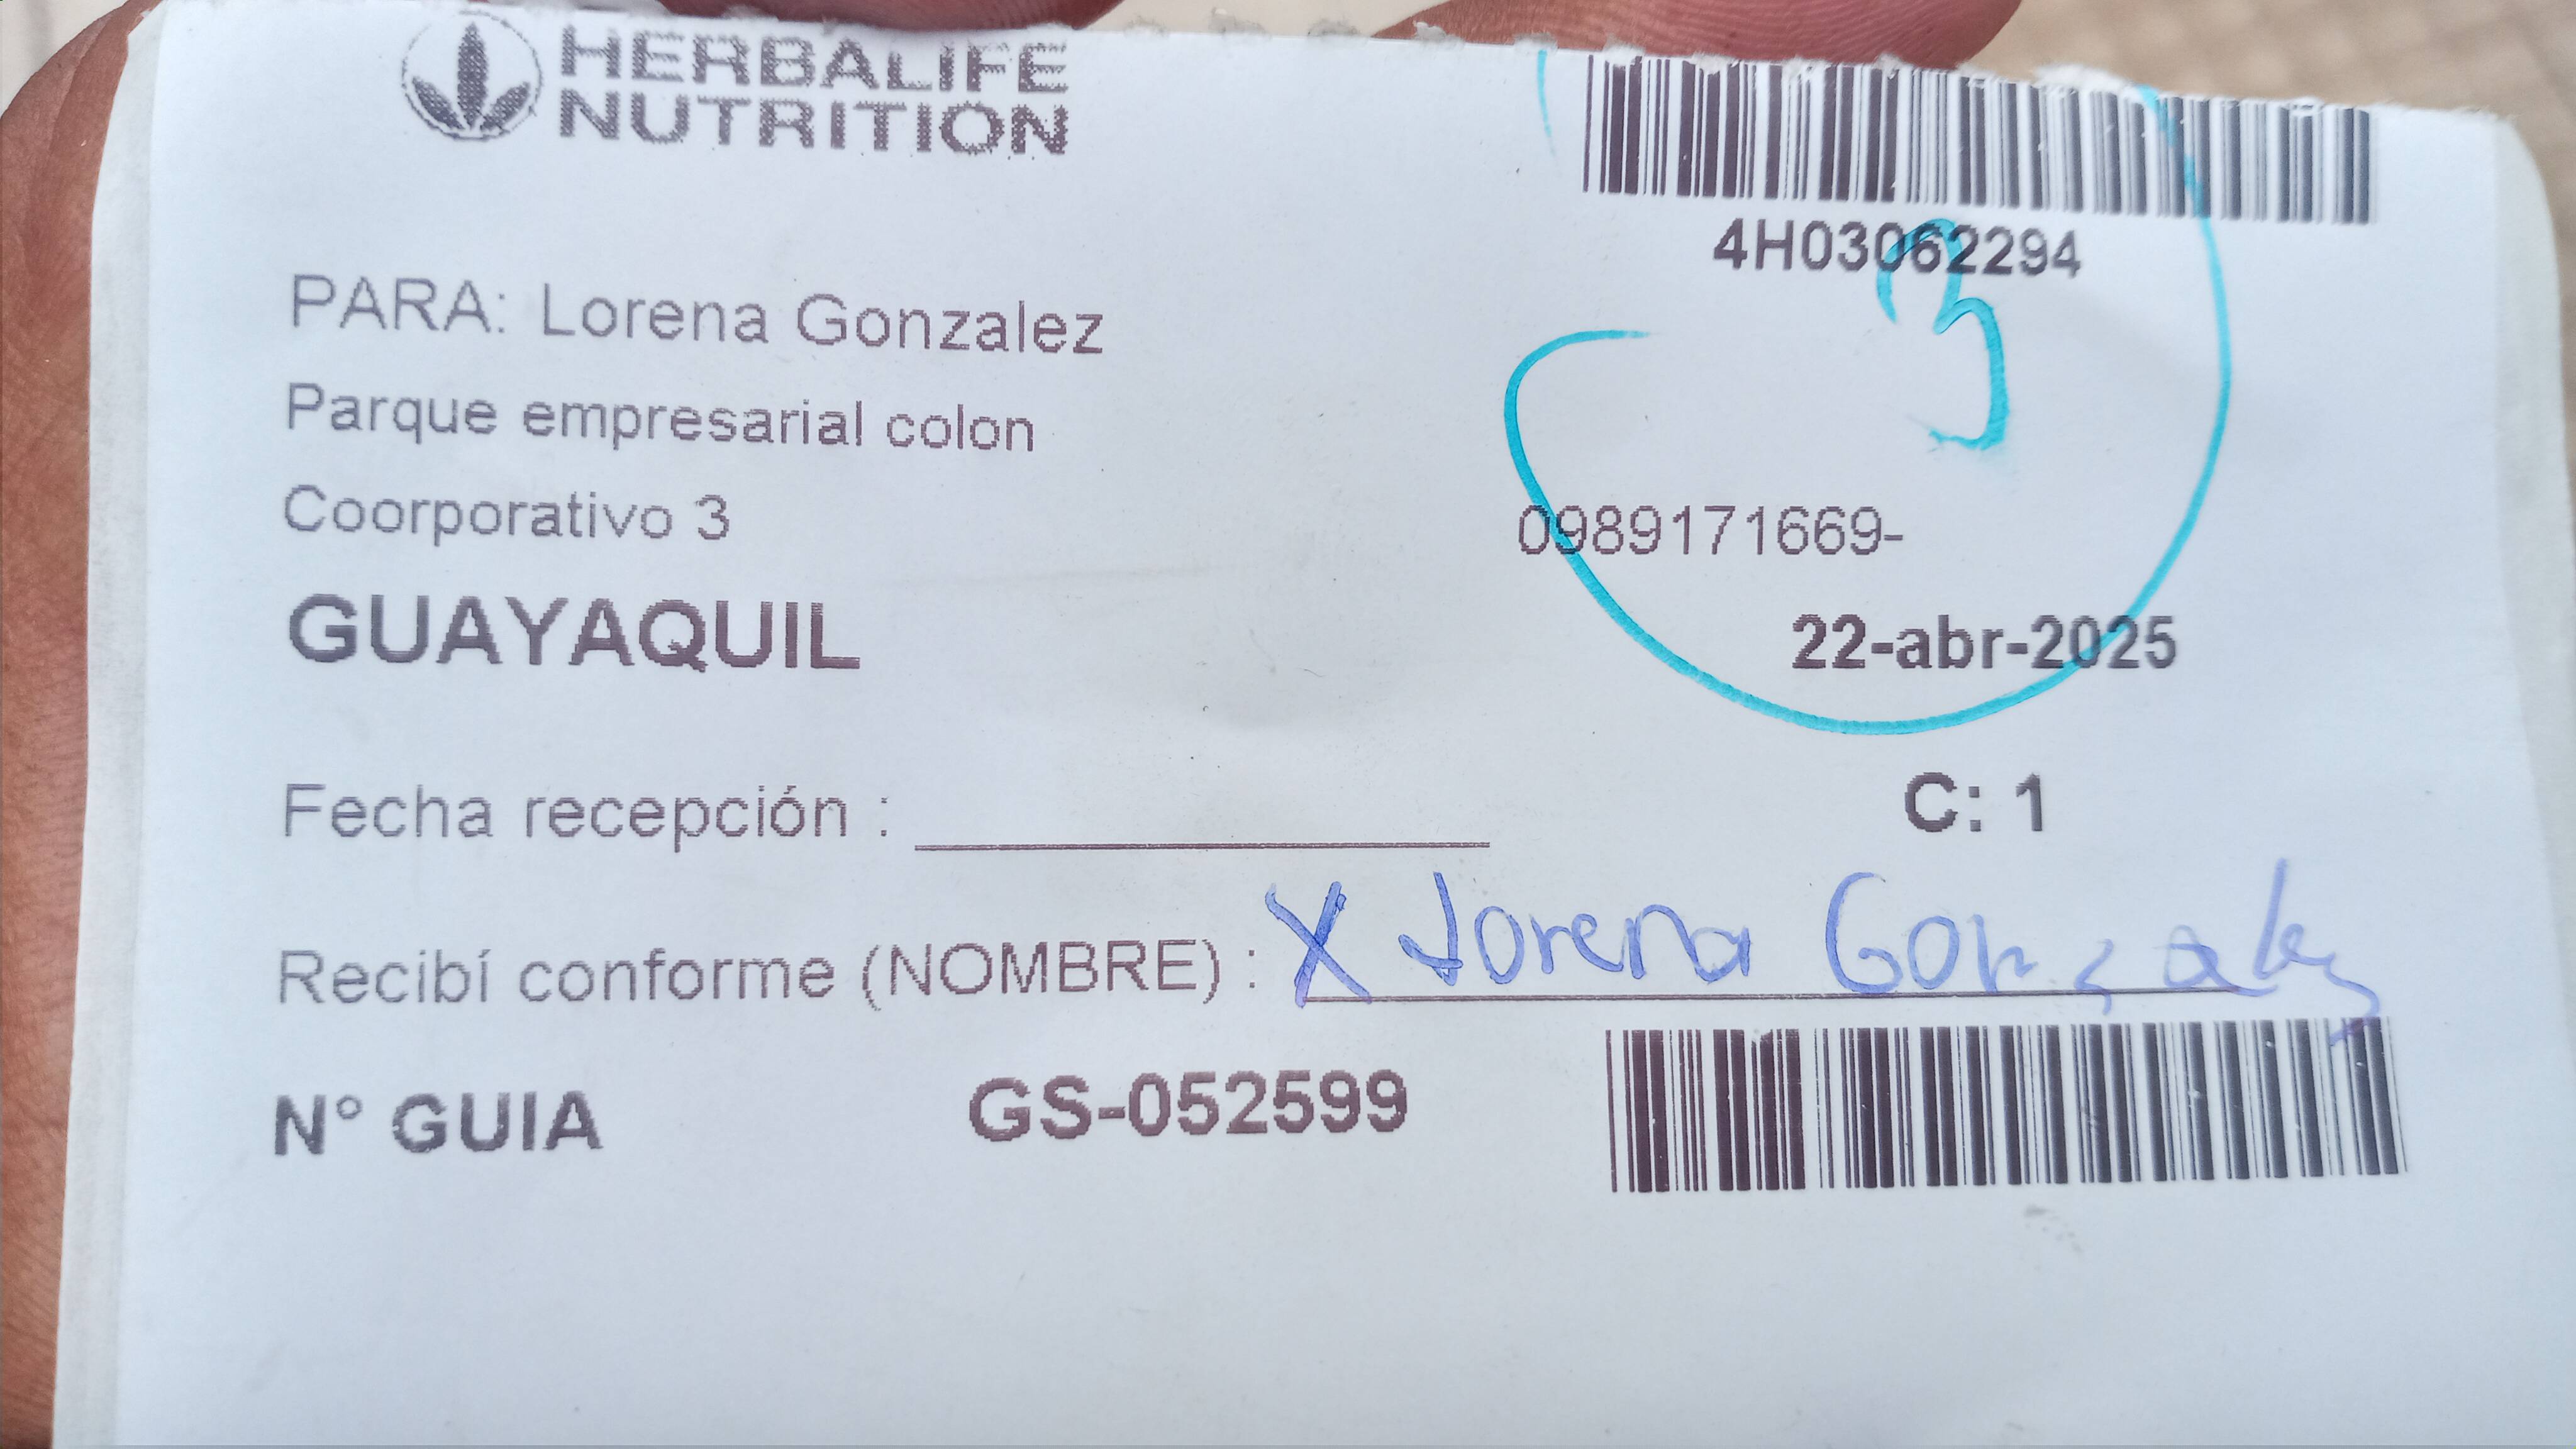 HERBALIFE
NUTRITION
4H03062294
3
PARA: Lorena Gonzalez
Parque empresarial colon
Coorporativo 3
0989171669-
GUAYAQUIL
22-abr-2025
Fecha recepción :
C: 1
Recibí conforme (NOMBRE) : X Lorena Gonzalez
N° GUIA GS-052599